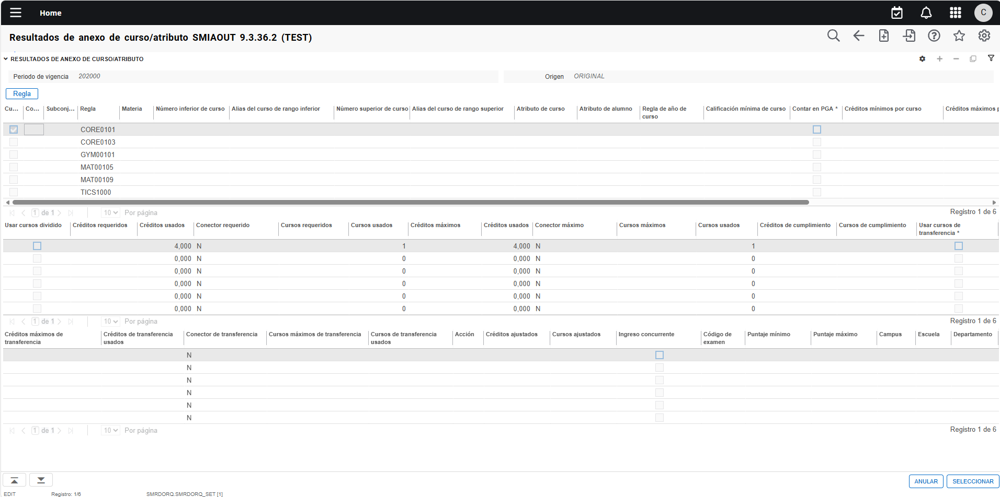 Home
C
Resultados de anexo de curso/atributo SMIAOUT 9.3.36.2 (TEST)
RESULTADOS DE ANEXO DE CURSO/ATRIBUTO
Periodo de vigencia 202000 Origen ORIGINAL
Regla
Cu... Co... Subconj... Regla Materia Número inferior de curso Alias del curso de rango inferior Número superior de curso Alias del curso de rango superior Atributo de curso Atributo de alumno Regla de año de curso Calificación mínima de curso Contar en PGA * Créditos mínimos por curso Créditos máximos p
CORE0101
CORE0103
GYM00101
MAT00105
MAT00109
TICS1000
1 de 1 10 Por página Registro 1 de 6
Usar cursos dividido Créditos requeridos Créditos usados Conector requerido Cursos requeridos Cursos usados Créditos máximos Créditos usados Conector máximo Cursos máximos Cursos usados Créditos de cumplimiento Cursos de cumplimiento Usar cursos de transferencia *
4,000 N 1 4,000 N 1
0,000 N 0 0,000 N 0
0,000 N 0 0,000 N 0
0,000 N 0 0,000 N 0
0,000 N 0 0,000 N 0
0,000 N 0 0,000 N 0
1 de 1 10 Por página Registro 1 de 6
Créditos máximos de transferencia Créditos de transferencia usados Conector de transferencia Cursos máximos de transferencia Cursos de transferencia usados Acción Créditos ajustados Cursos ajustados Ingreso concurrente Código de examen Puntaje mínimo Puntaje máximo Campus Escuela Departamento
N
N
N
N
N
N
1 de 1 10 Por página Registro 1 de 6
ANULAR SELECCIONAR
EDIT Registro: 1/6 SMRDORQ.SMRDORQ_SET [1]